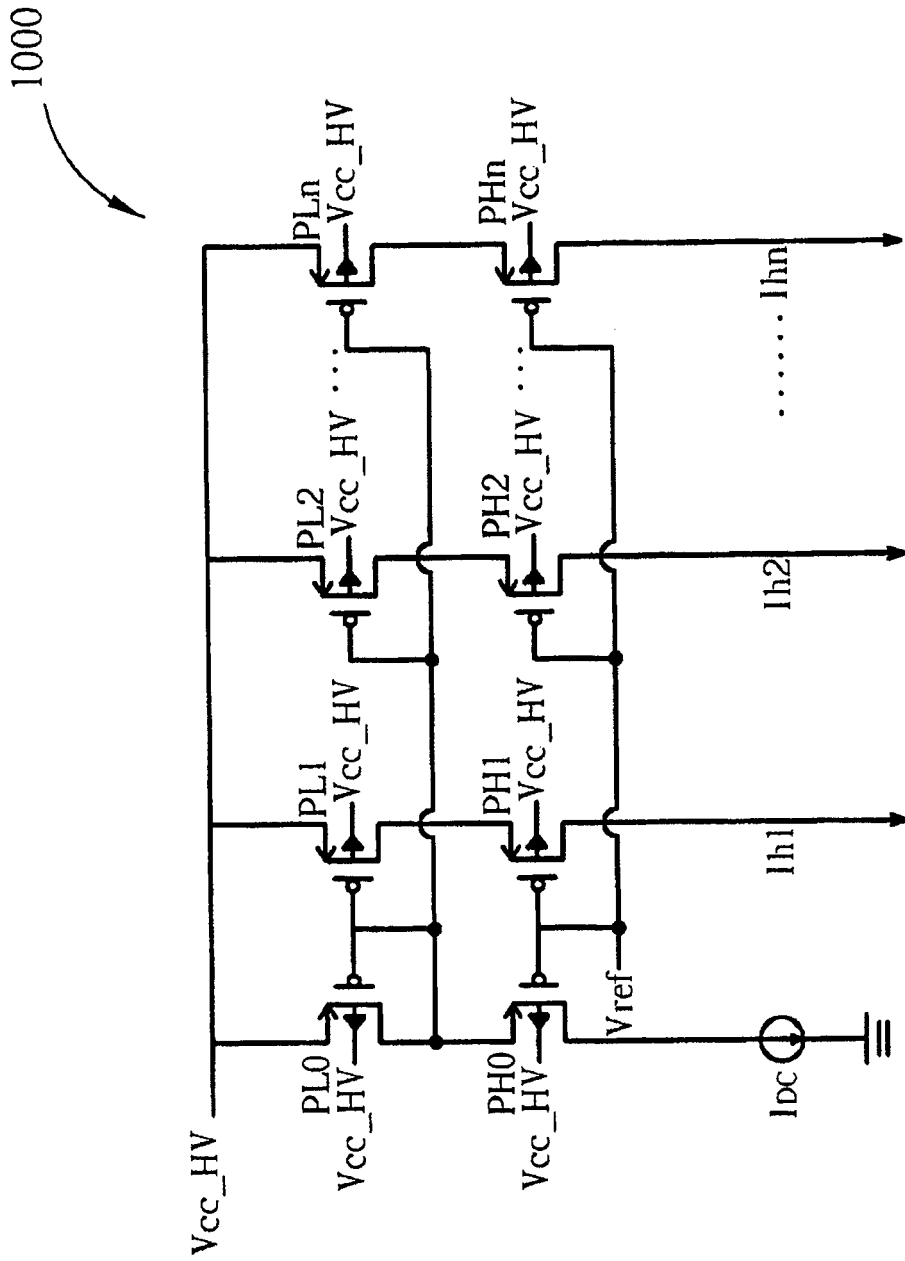 1000
Vcc_HV
PL0
Vcc_HV
PL1
Vcc_HV
PL2
Vcc_HV
...
PLn
Vcc_HV
PH0
Vcc_HV
PH1
Vcc_HV
PH2
Vcc_HV
...
PHn
Vcc_HV
Vref
IDC
Ih1
Ih2
......
Ihn